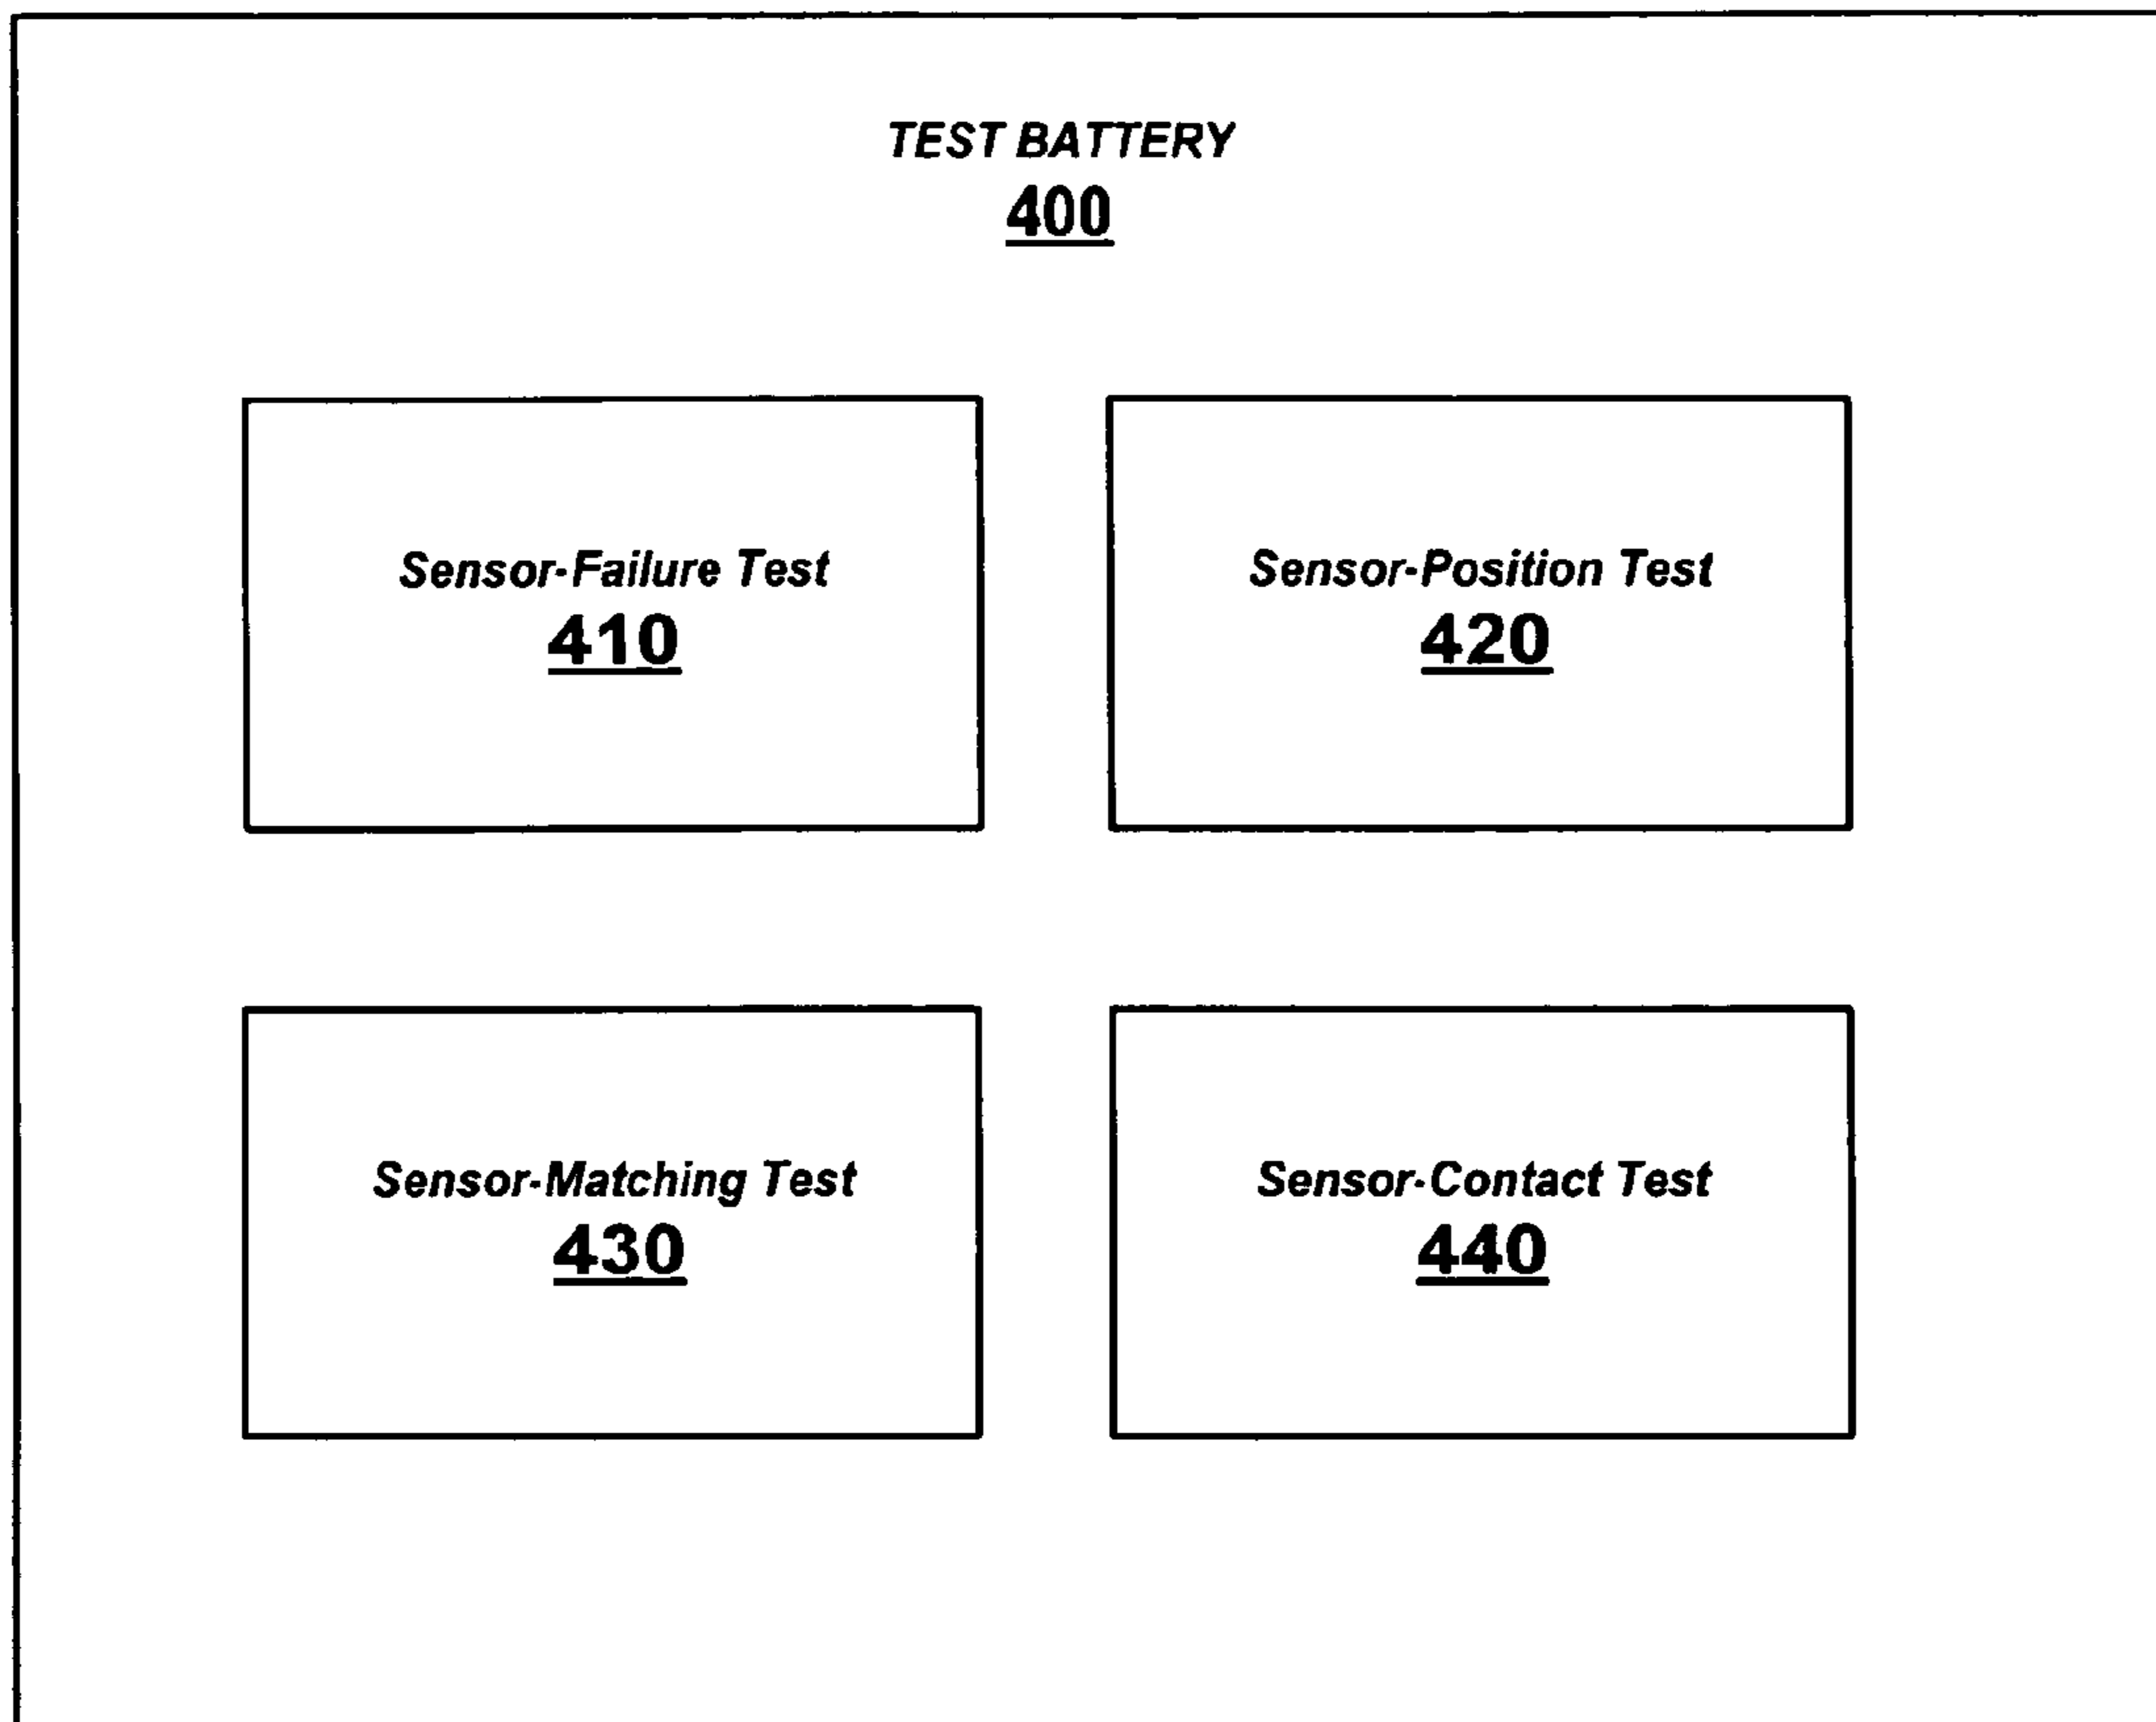 TEST BATTERY
400
Sensor-Failure Test
410
Sensor-Position Test
420
Sensor-Matching Test
430
Sensor-Contact Test
440